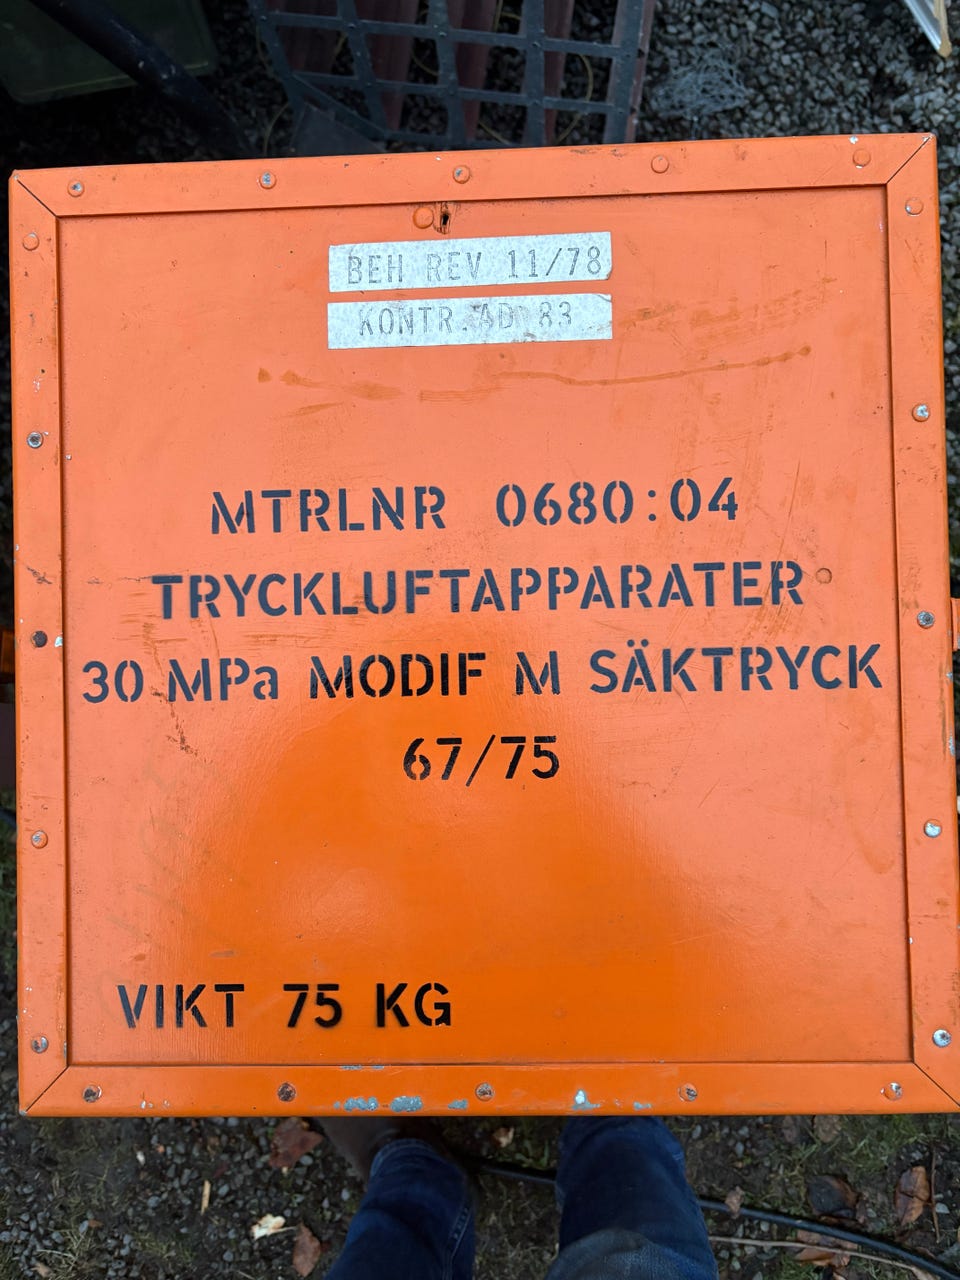 BEH REV 11/78
KONTR.AD 83
MTRLNR 0680:04
TRYCKLUFTAPPARATER
30 MPa MODIF M SÄKTRYCK
67/75
VIKT 75 KG